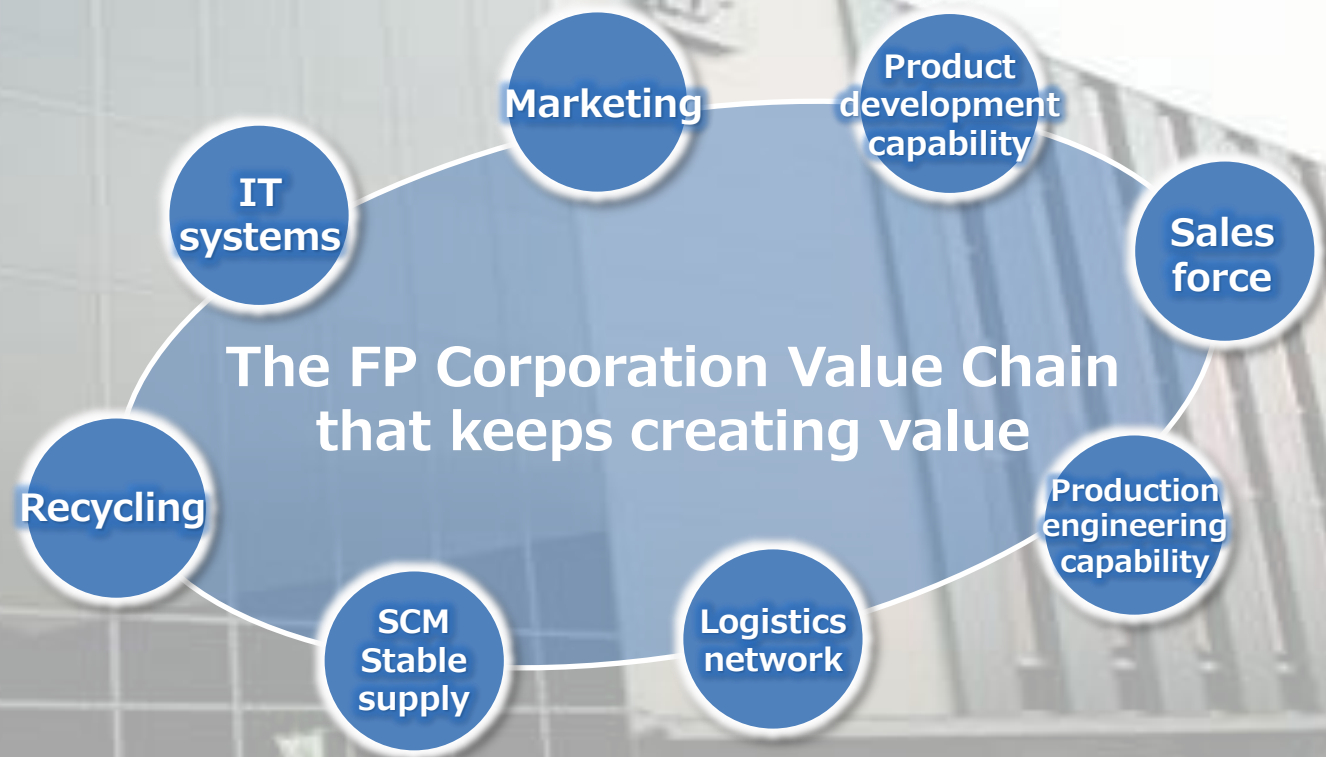 Marketing
Product
development
capability
IT
systems
Sales
force
The FP Corporation Value Chain
that keeps creating value
Recycling
Production
engineering
capability
SCM
Stable
supply
Logistics
network